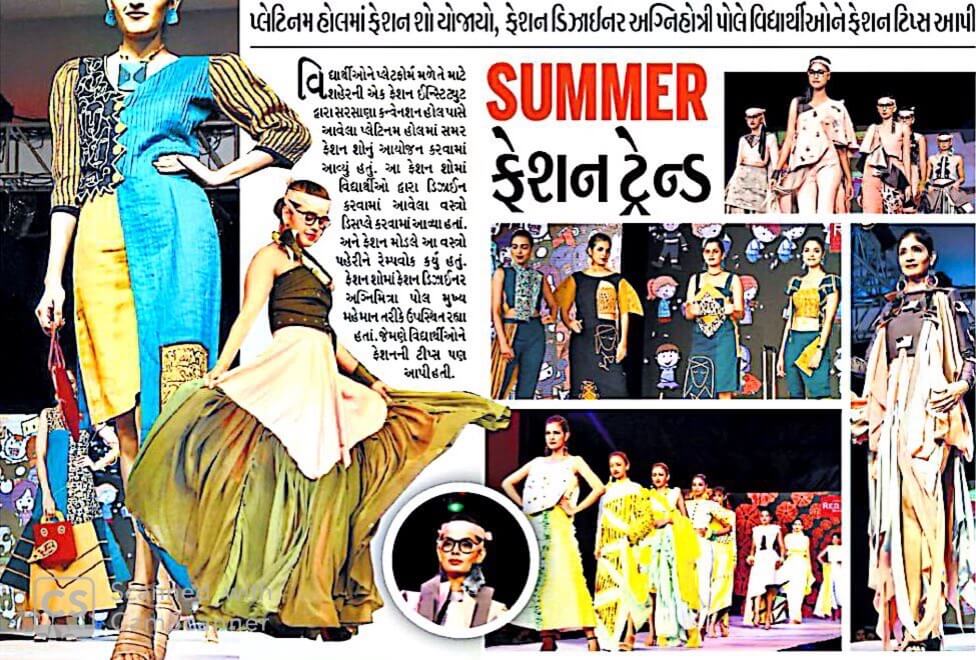 પ્લેટિનમ હોલમાં ફેશન શો યોજાયો, ફેશન ડિઝાઇનર અગ્નિહોત્રી પોલે વિદ્યાર્થીઓને ફેશન ટિપ્સ આપી
SUMMER
ફેશન ટ્રેન્ડ
વિદ્યાર્થીઓને પ્લેટફોર્મ મળે તે માટે
શહેરની એક ફેશન ઈન્સ્ટિટ્યુટ
દ્વારા સરસાણા કન્વેનશન હોલ પાસે
આવેલા પ્લેટિનમ હોલમાં સમર
ફેશન શોનું આયોજન કરવામાં
આવ્યું હતું. આ ફેશન શોમાં
વિદ્યાર્થીઓ દ્વારા ડિઝાઈન
કરવામાં આવેલા વસ્ત્રો
ડિસપ્લે કરવામાં આવ્યા હતાં.
અને ફેશન મોડલે આ વસ્ત્રો
પહેરીને રેમ્પવોક કર્યુ હતું.
ફેશન શોમાં ફેશન ડિઝાઈનર
અગ્નિમિત્રા પોલ મુખ્ય
મહેમાન તરીકે ઉપસ્થિત રહ્યા
હતાં. જેમણે વિદ્યાર્થીઓને
ફેશનની ટીપ્સ પણ
આપી હતી.
CS Scanned with
CamScanner